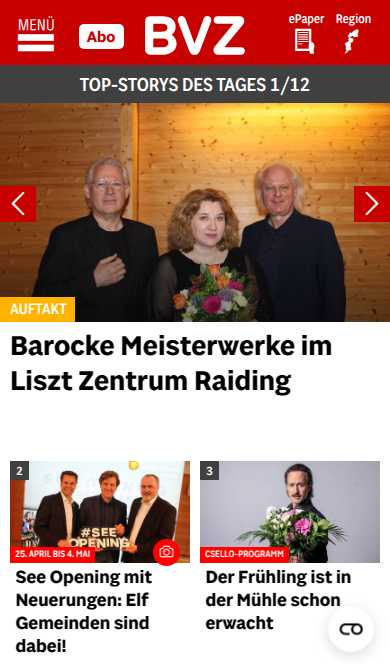 MENÜ
Abo
BVZ
ePaper
Region
TOP-STORYS DES TAGES 1/12
AUFTAKT
Barocke Meisterwerke im
Liszt Zentrum Raiding
2
#SEE
OPENING
25. APRIL BIS 4. MAI
See Opening mit
Neuerungen: Elf
Gemeinden sind
dabei!
3
CSELLO-PROGRAMM
Der Frühling ist in
der Mühle schon
erwacht